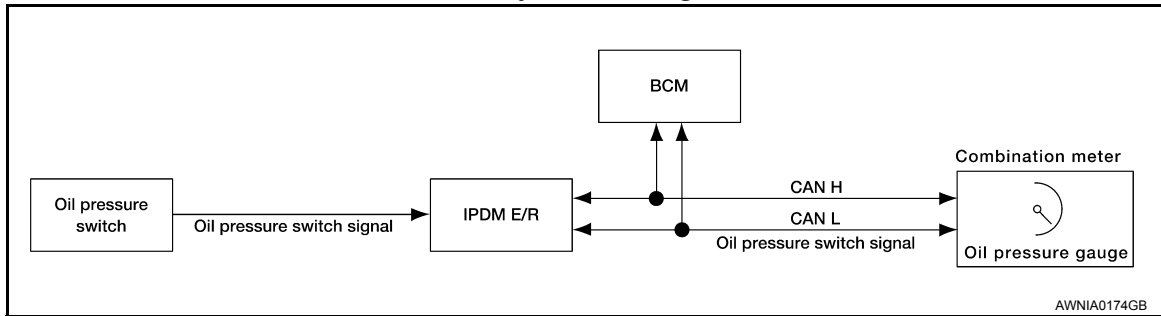 BCM
Combination meter
Oil pressure
switch
Oil pressure switch signal
IPDM E/R
CAN H
CAN L
Oil pressure switch signal
Oil pressure gauge
AWNIA0174GB